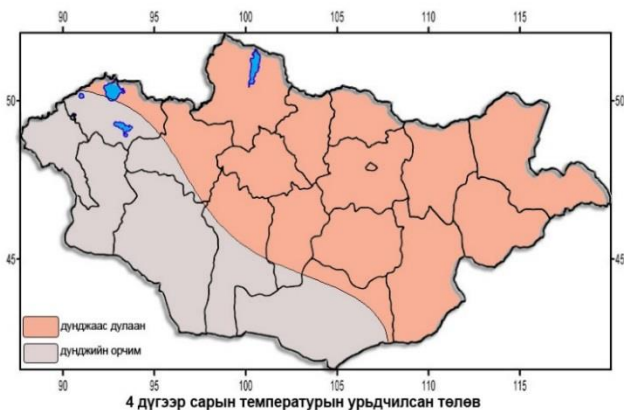 90 95 100 105 110 115
50 50
45 45
дунджаас дулаан
дунджийн орчим
90 95 100 105 110 115
4 дүгээр сарын температурын урьдчилсан төлөв